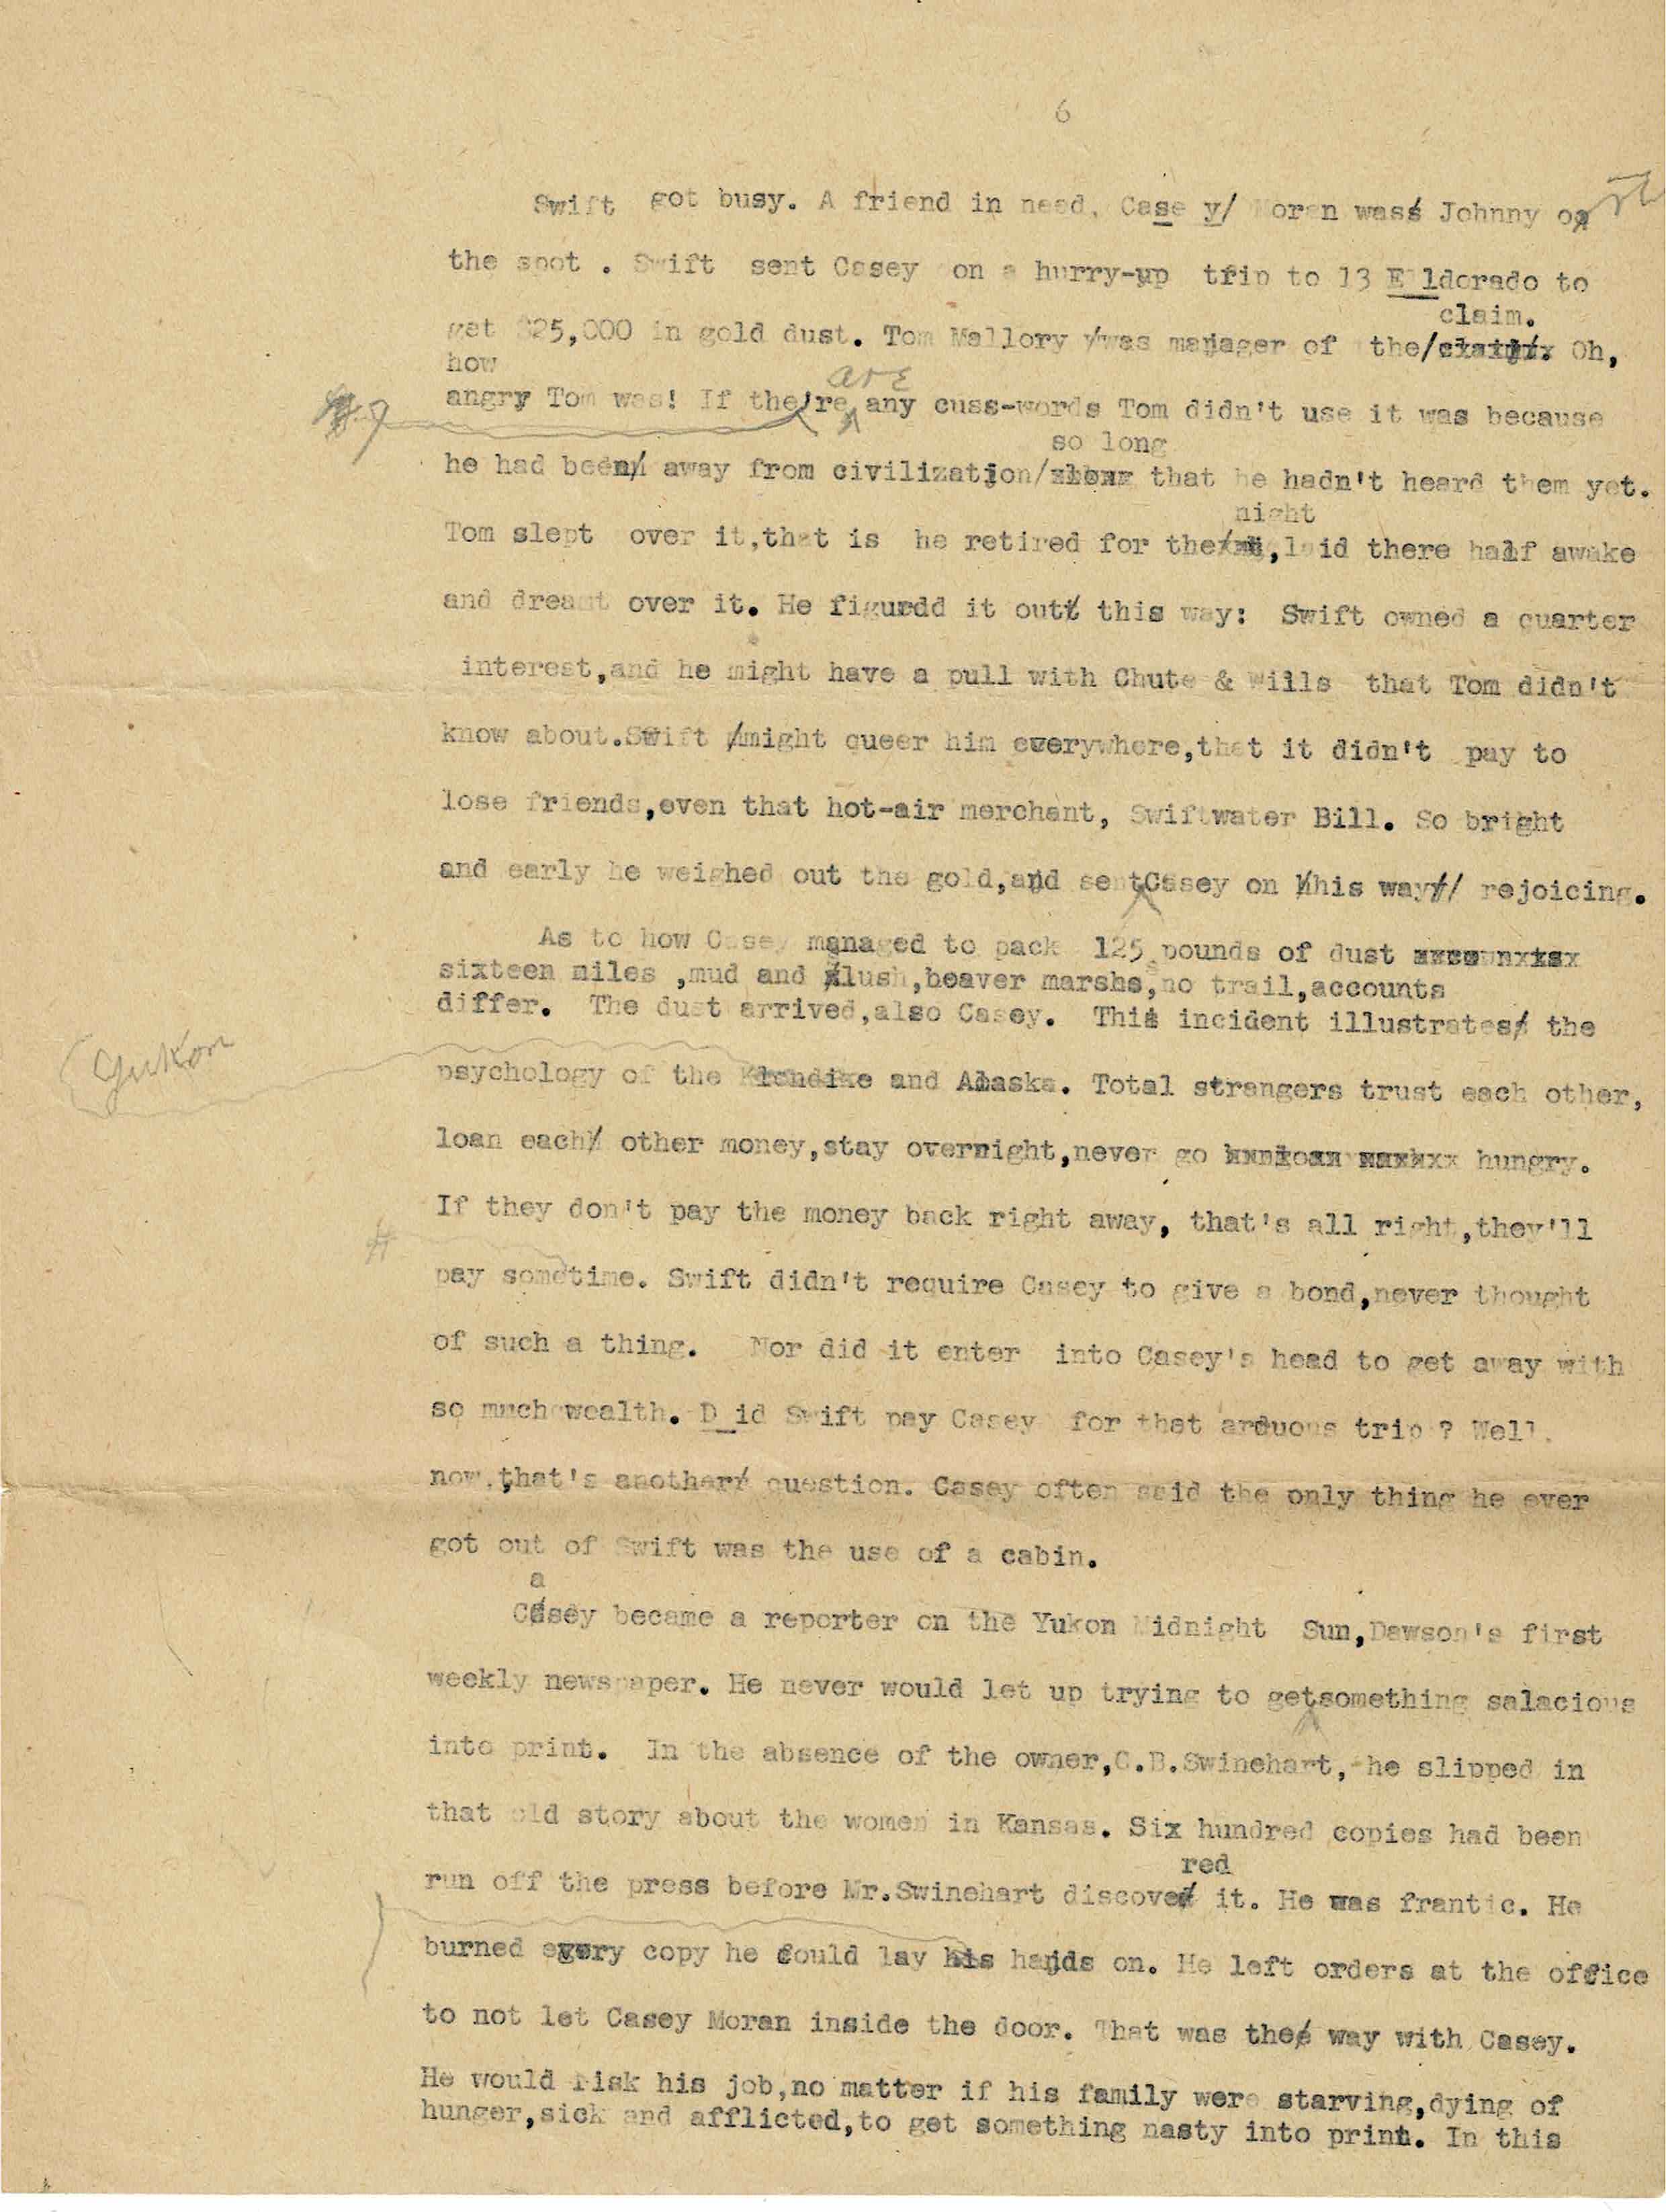 6
Swift got busy. A friend in need, Casey Moran was Johnny on
the spot . Swift sent Casey on a hurry-up trip to 13 Eldorado to
claim.
get $25,000 in gold dust. Tom Mallory was manager of the/ Oh,
how
are
angry Tom was! If there any cuss-words Tom didn't use it was because
so long
he had been away from civilization/ that he hadn't heard them yet.
night
Tom slept over it,that is he retired for the ,laid there half awake
and dreamt over it. He figurdd it out this way: Swift owned a quarter
interest,and he might have a pull with Chute & Wills that Tom didn't
know about.Swift might queer him everywhere,that it didn't pay to
lose friends,even that hot-air merchant, Swiftwater Bill. So bright
and early he weighed out the gold,and sent Casey on his way rejoicing.
As to how Casey managed to pack 125 pounds of dust
sixteen miles ,mud and slush,beaver marshs,no trail,accounts
differ. The dust arrived,also Casey. This incident illustrates the
Yukon
psychology of the Klondike and Alaska. Total strangers trust each other,
loan each other money,stay overnight,never go hungry.
If they don't pay the money back right away, that's all right,they'll
#
pay sometime. Swift didn't require Casey to give a bond,never thought
of such a thing. Nor did it enter into Casey's head to get away with
so much wealth. Did Swift pay Casey for that arduous trip ? Well,
now,that's another question. Casey often said the only thing he ever
got out of Swift was the use of a cabin.
a
Casey became a reporter on the Yukon Midnight Sun,Dawson's first
weekly newspaper. He never would let up trying to get something salacious
into print. In the absence of the owner,C.B.Swinehart, he slipped in
that old story about the women in Kansas. Six hundred copies had been
red
run off the press before Mr.Swinehart discove it. He was frantic. He
burned every copy he could lay his hands on. He left orders at the office
to not let Casey Moran inside the door. That was the way with Casey.
He would risk his job,no matter if his family were starving,dying of
hunger,sick and afflicted,to get something nasty into print. In this